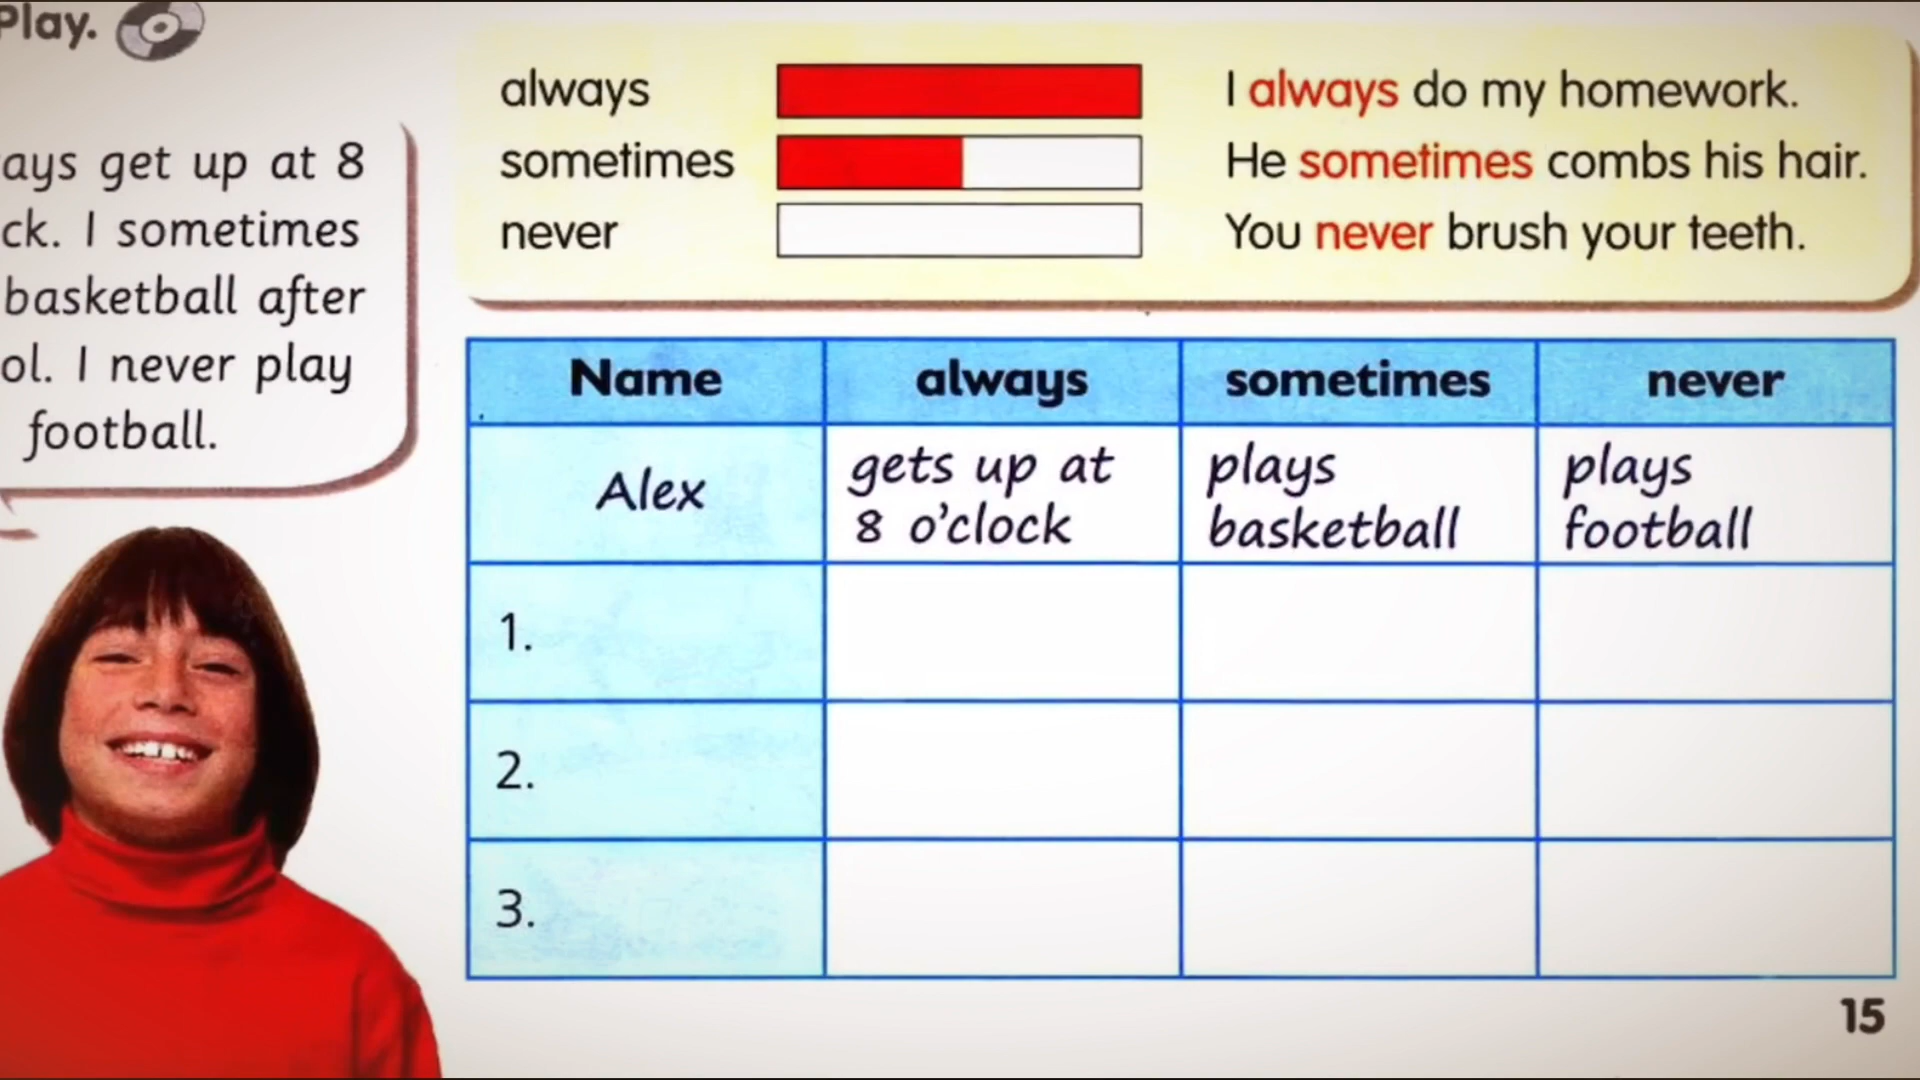 Play.
ays get up at 8
ck. I sometimes
basketball after
ol. I never play
football.
always
sometimes
never
I always do my homework.
He sometimes combs his hair.
You never brush your teeth.
Name always sometimes never
Alex
gets up at
8 o'clock
plays
basketball
plays
football
1.
2.
3.
15